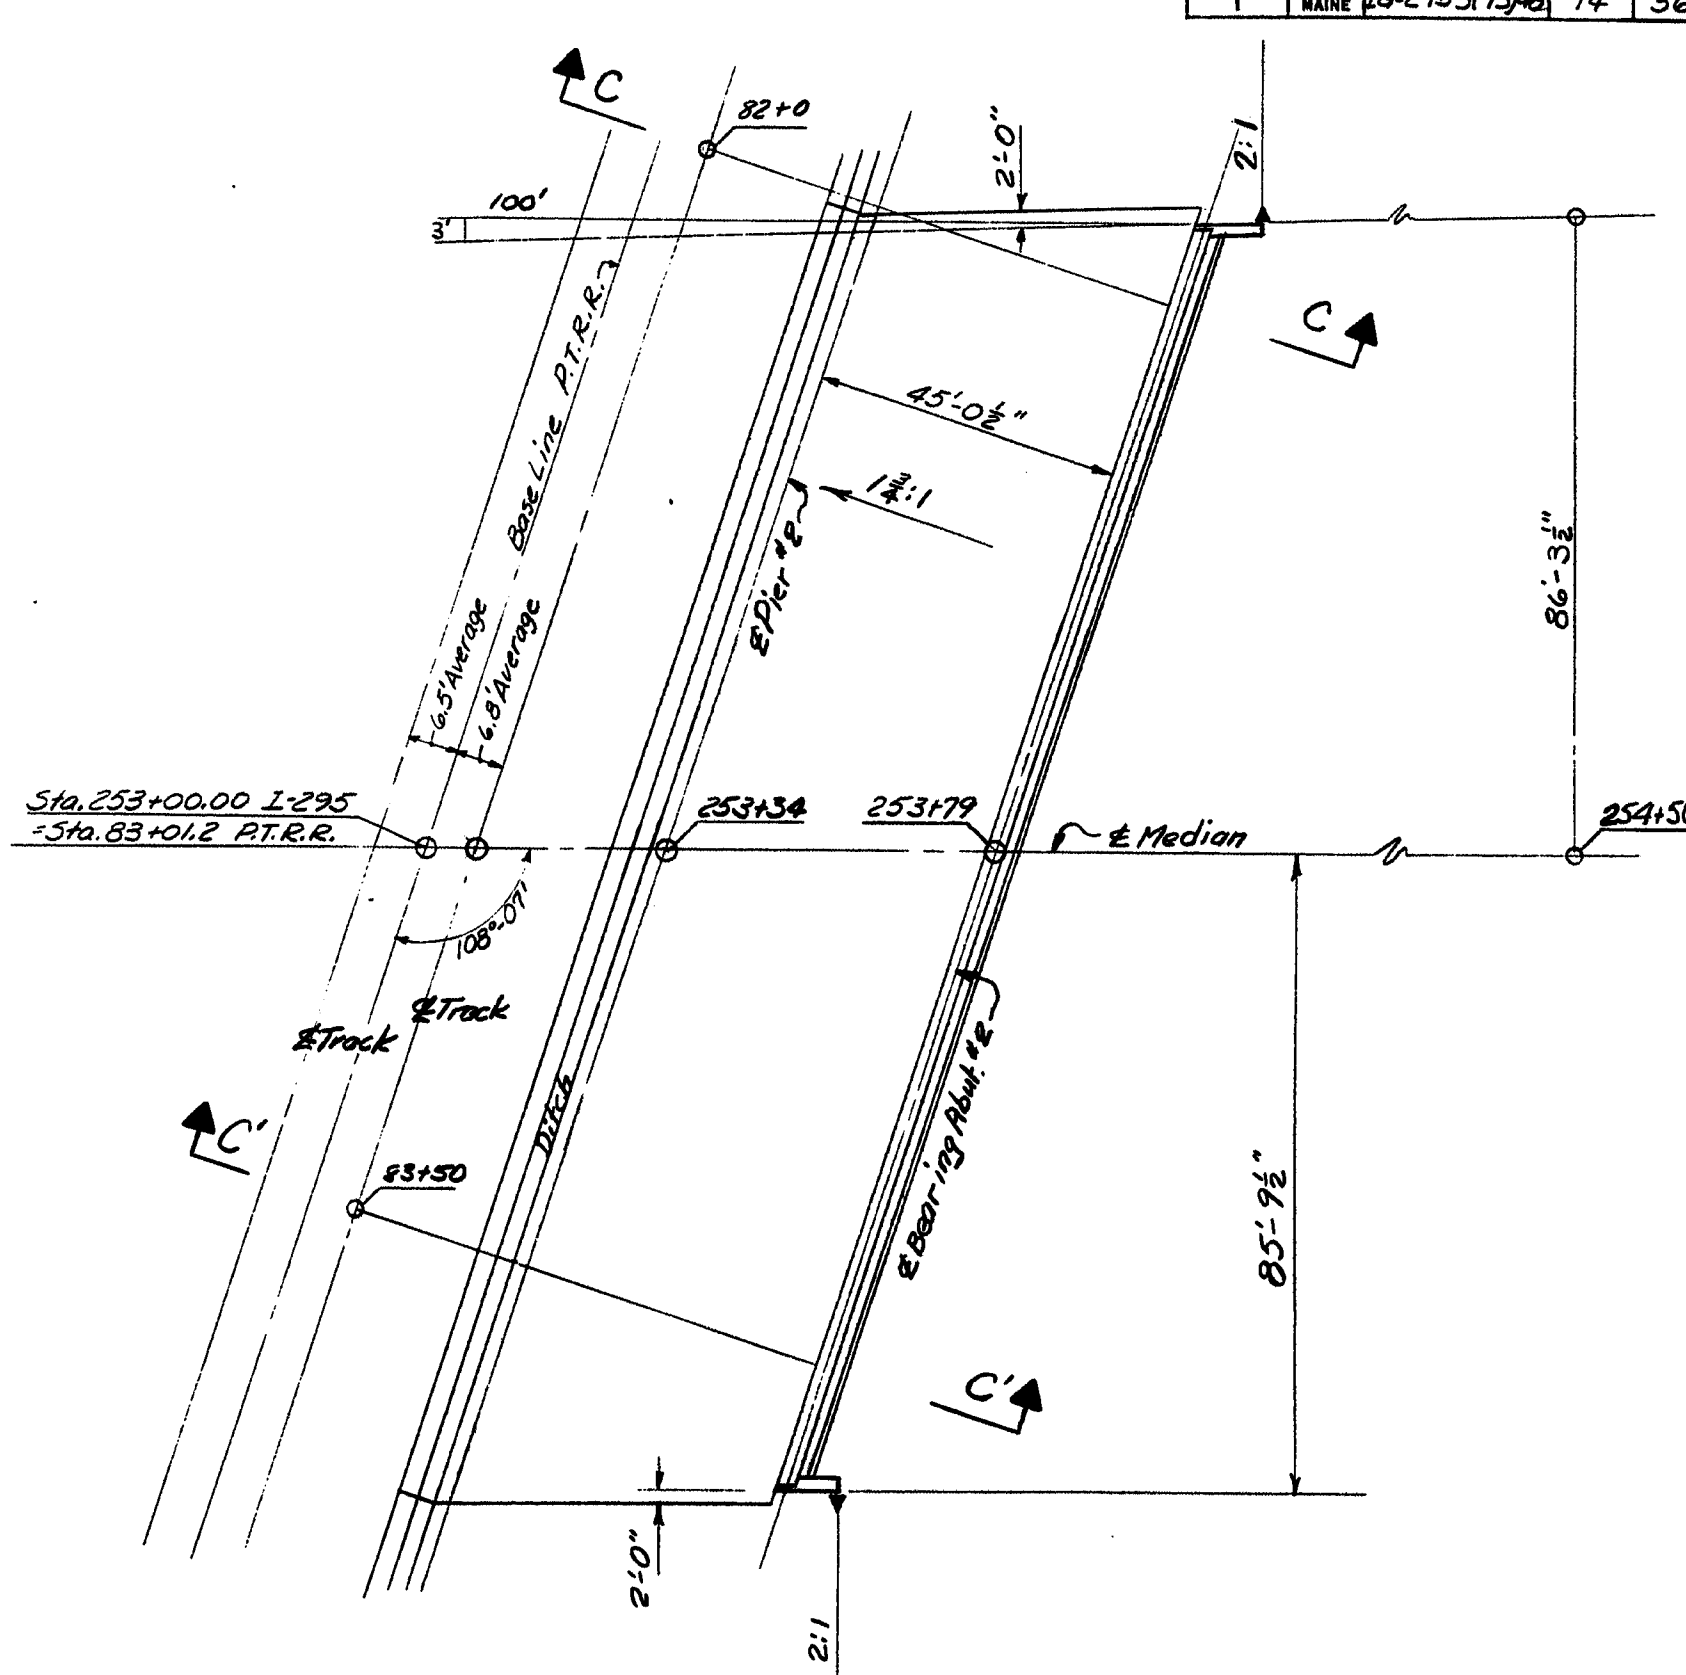 1 MAINE 14
C
82+0
2'-0"
2:1
100'
3'
Base Line P.T.R.R.
C
45'-0½"
1¾:1
℄ Pier #2
86'-3½"
6.5' Average
6.8' Average
Sta. 253+00.00 I-295
=Sta. 83+01.2 P.T.R.R.
253+34
253+79
℄ Median
254+50
108°-07'
℄ Track
℄ Track
Ditch
℄ Bearing Abut. #2
C'
83+50
85'-9½"
C'
2'-0"
2:1